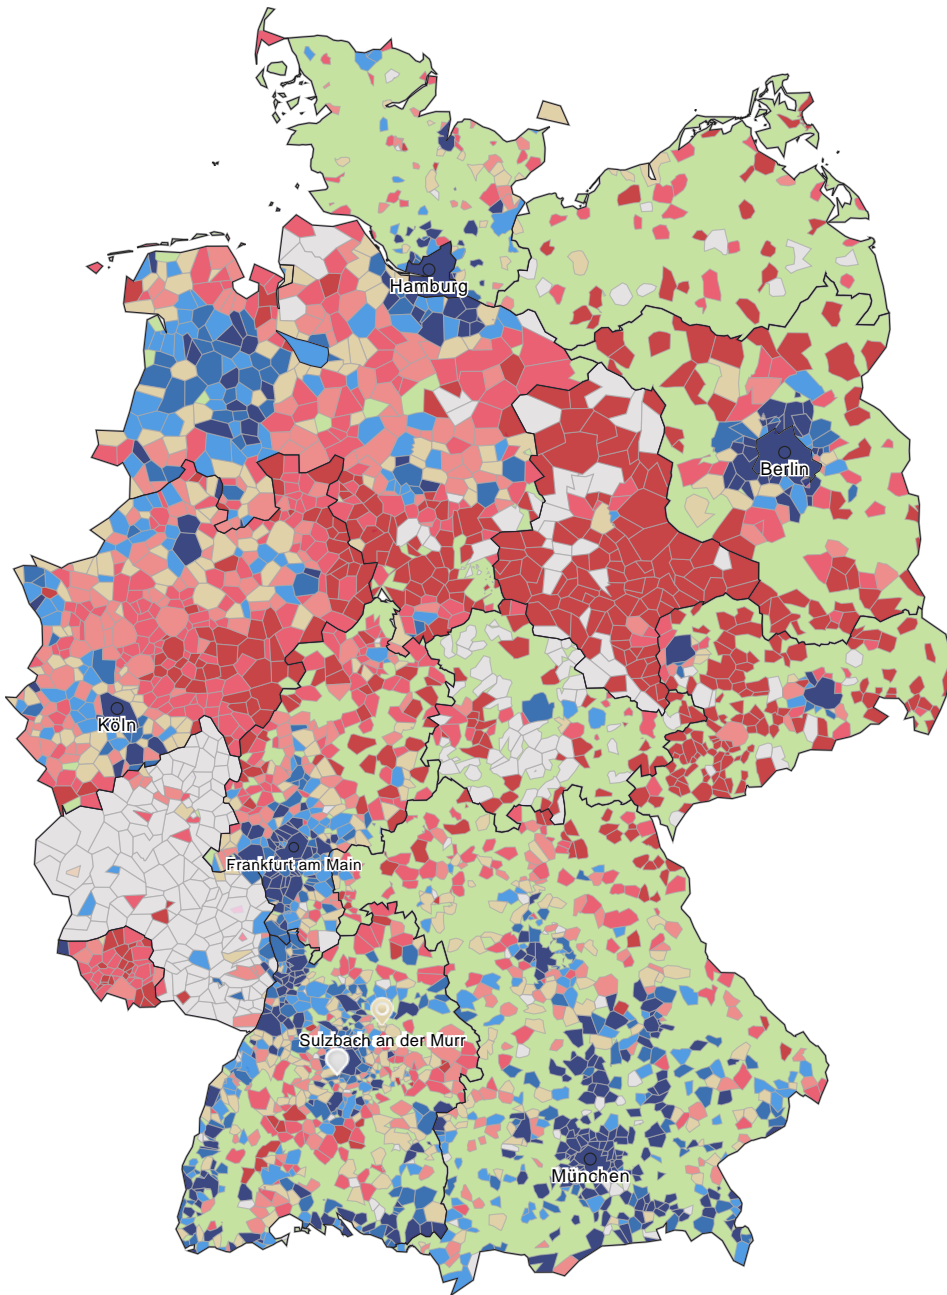 Hamburg
Berlin
Köln
Frankfurt am Main
Sulzbach an der Murr
München